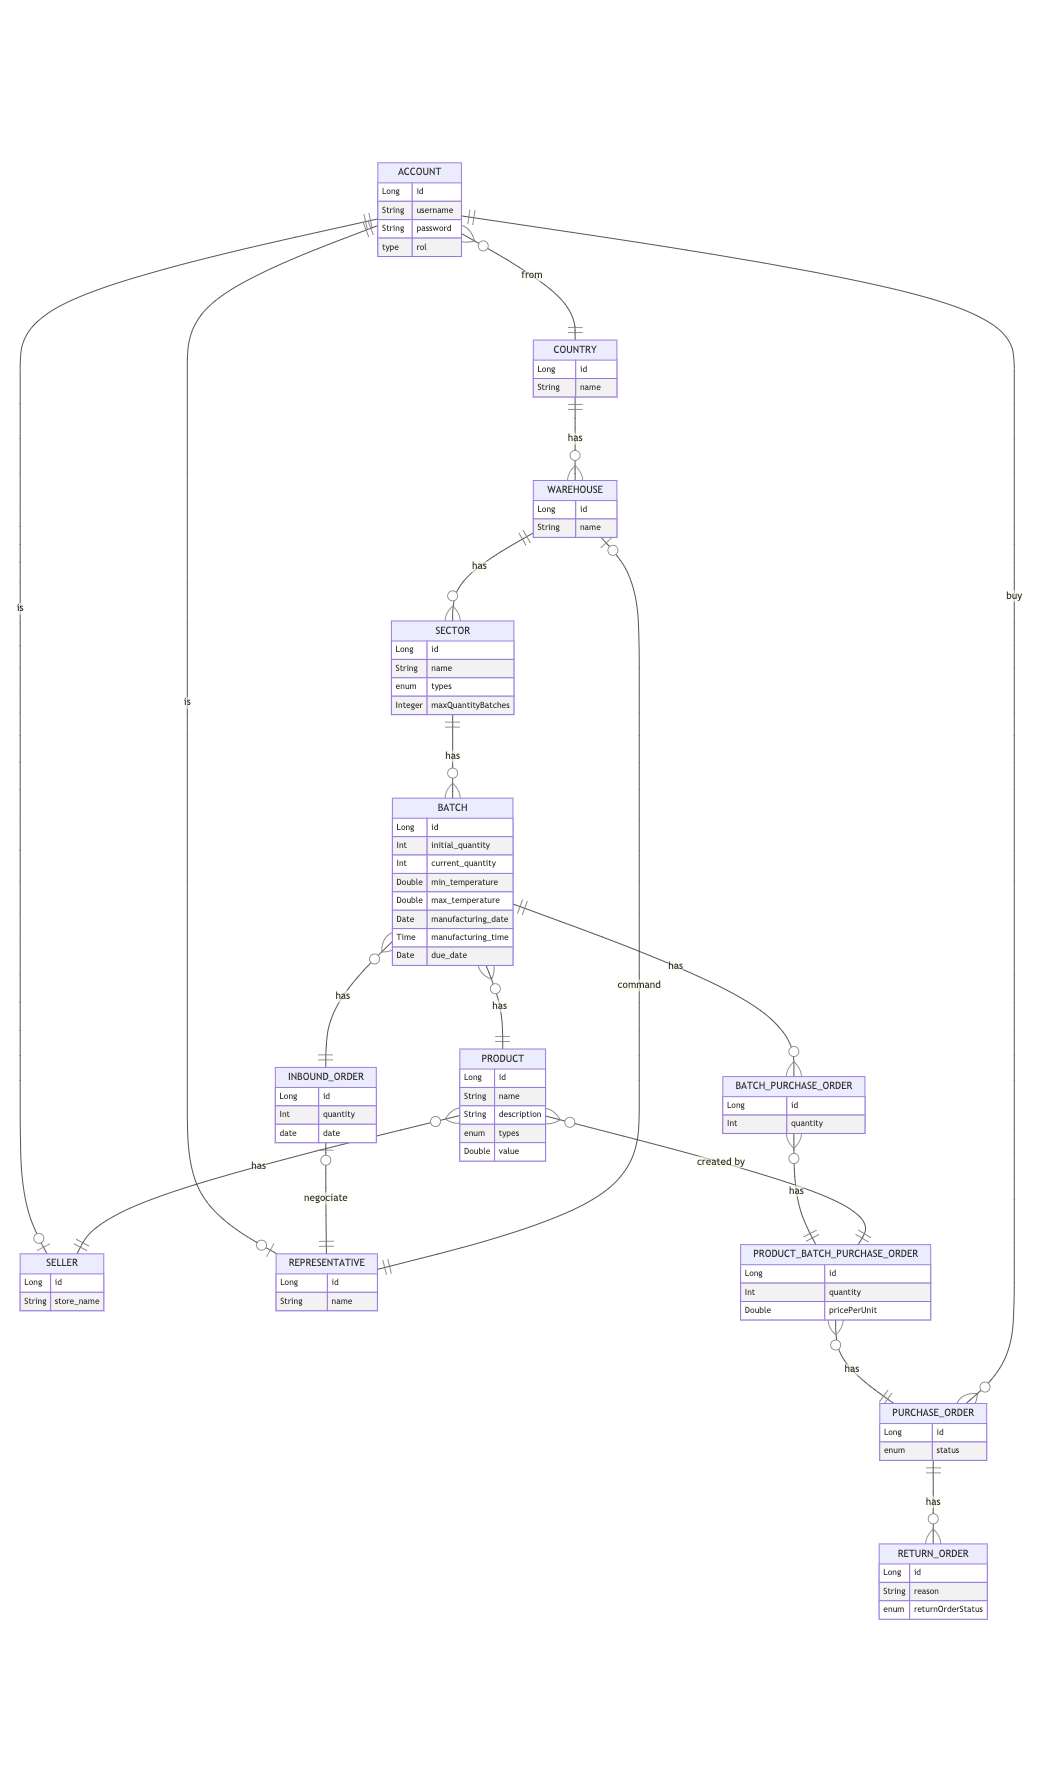 ACCOUNT
Long id
String username
String password
type rol
from
COUNTRY
Long id
String name
has
WAREHOUSE
Long id
String name
has
is
buy
SECTOR
Long id
String name
enum types
Integer maxQuantityBatches
is
has
BATCH
Long id
Int initial_quantity
Int current_quantity
Double min_temperature
Double max_temperature
Date manufacturing_date
Time manufacturing_time
Date due_date
has
command
has
has
PRODUCT
Long id
String name
String description
enum types
Double value
INBOUND_ORDER
Long id
Int quantity
date date
BATCH_PURCHASE_ORDER
Long id
Int quantity
has
created by
negociate
has
SELLER
Long id
String store_name
REPRESENTATIVE
Long id
String name
PRODUCT_BATCH_PURCHASE_ORDER
Long id
Int quantity
Double pricePerUnit
has
PURCHASE_ORDER
Long id
enum status
has
RETURN_ORDER
Long id
String reason
enum returnOrderStatus